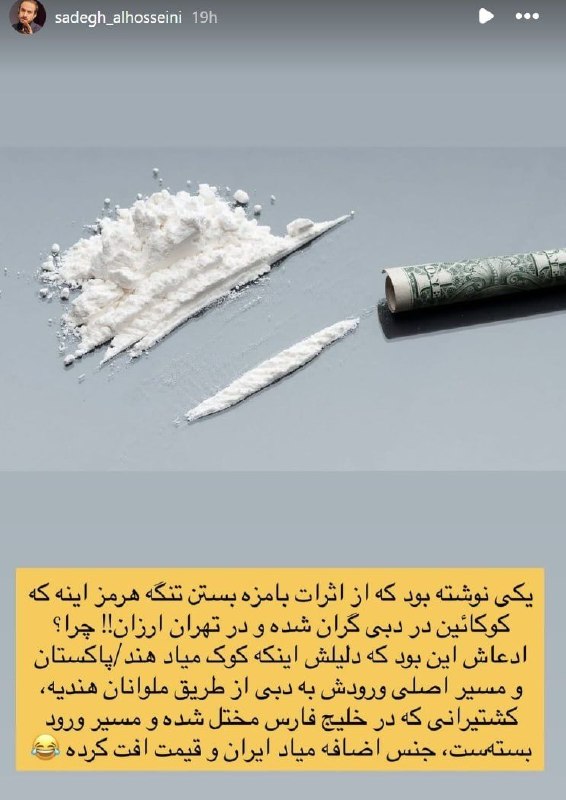 sadegh_alhosseini 19h
یکی نوشته بود که از اثرات بامزه بستن تنگه هرمز اینه که
کوکائین در دبی گران شده و در تهران ارزان!! چرا؟
ادعاش این بود که دلیلش اینکه کوک میاد هند/پاکستان
و مسیر اصلی ورودش به دبی از طریق ملوانان هندیه،
کشتیرانی که در خلیج فارس مختل شده و مسیر ورود
بسته‌ست، جنس اضافه میاد ایران و قیمت افت کرده 😂